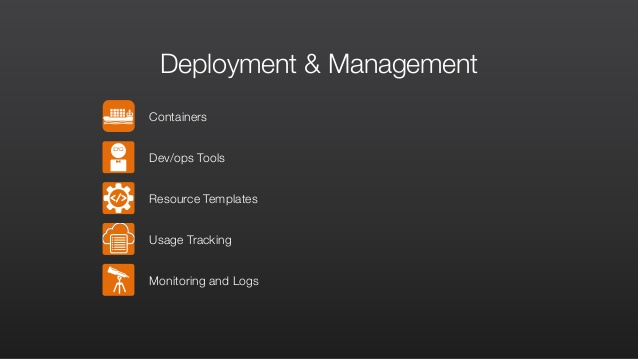 Deployment & Management
Containers
Dev/ops Tools
Resource Templates
Usage Tracking
Monitoring and Logs